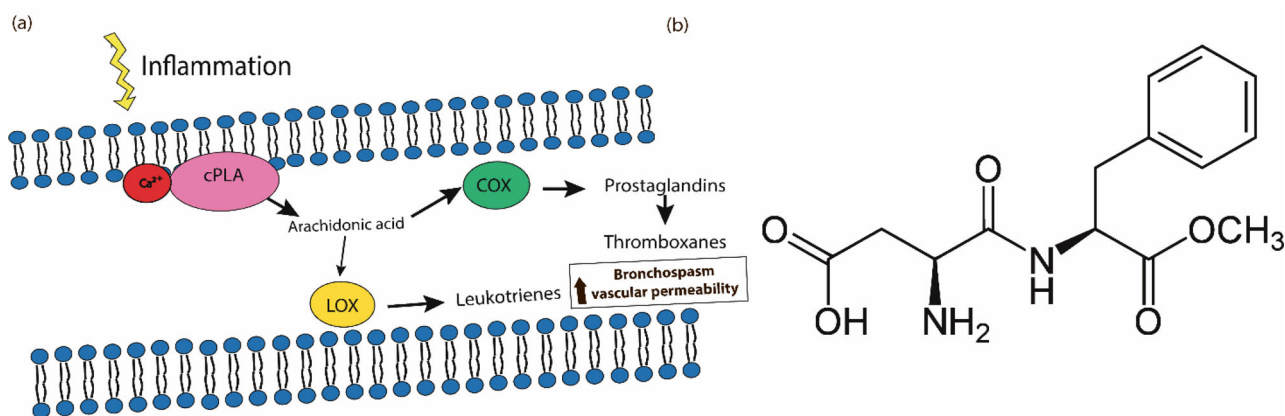 (a)
Inflammation
Ca²⁺
cPLA
Arachidonic acid
COX
Prostaglandins
Thromboxanes
Bronchospasm
vascular permeability
LOX
Leukotrienes
(b)
O
O
OH
NH₂
N
H
OCH₃
O